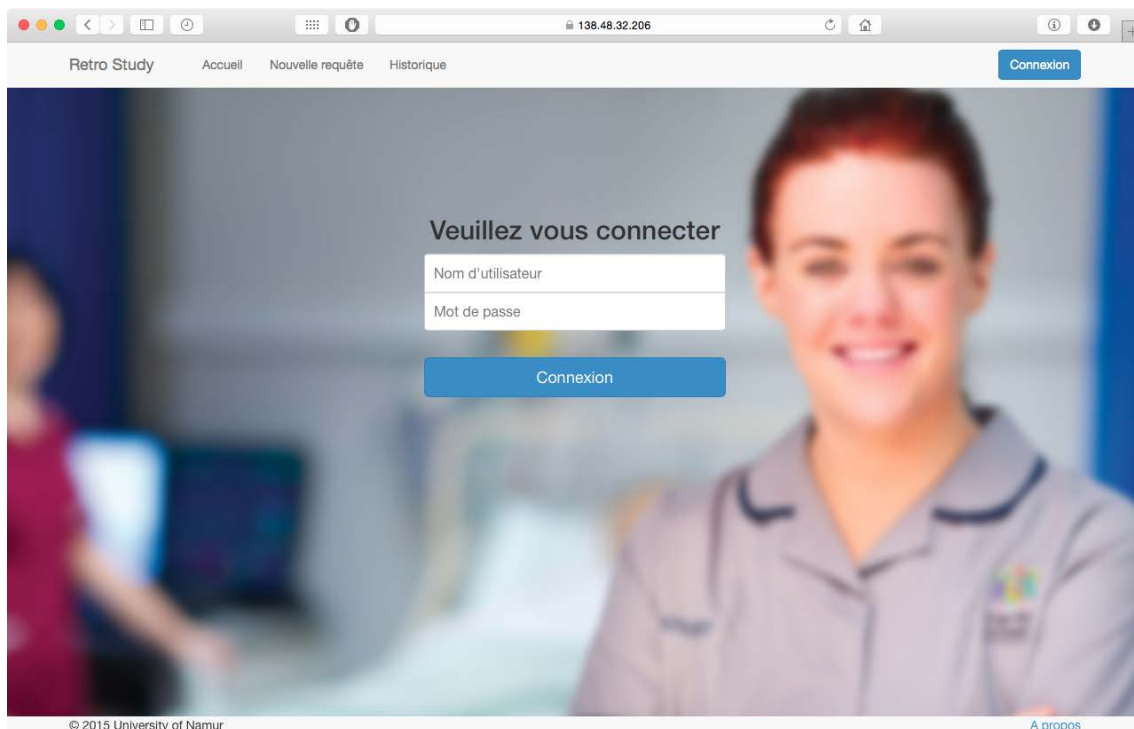 138.48.32.206
Retro Study Accueil Nouvelle requête Historique Connexion
Veuillez vous connecter
Nom d'utilisateur
Mot de passe
Connexion
© 2015 University of Namur A propos